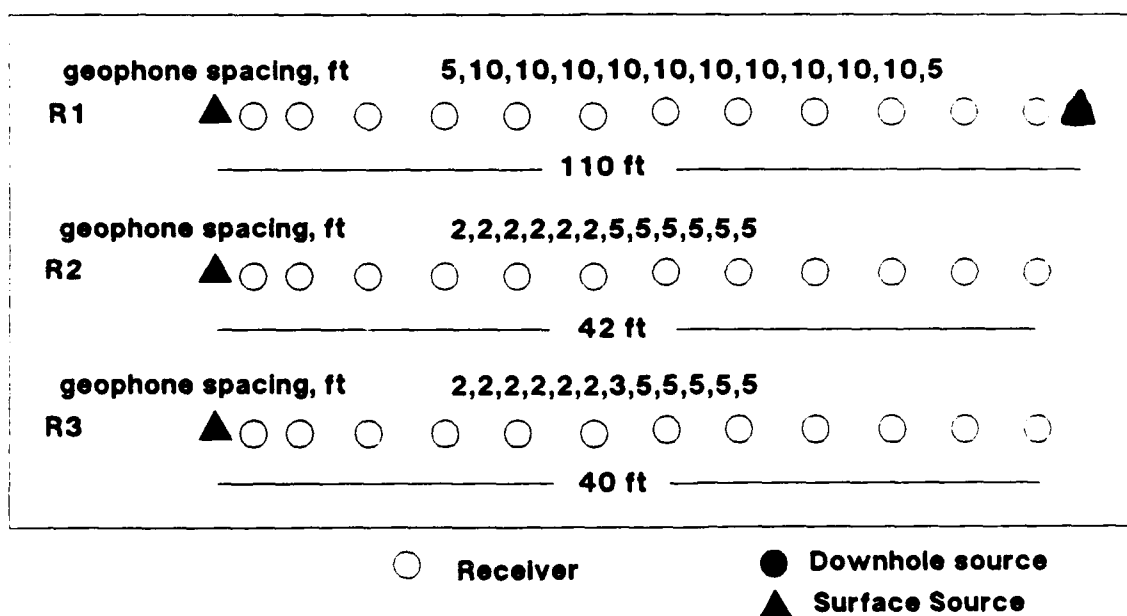 geophone spacing, ft 5,10,10,10,10,10,10,10,10,10,10,5
R1
110 ft
geophone spacing, ft 2,2,2,2,2,2,5,5,5,5,5,5
R2
42 ft
geophone spacing, ft 2,2,2,2,2,2,3,5,5,5,5,5
R3
40 ft
Receiver
Downhole source
Surface Source